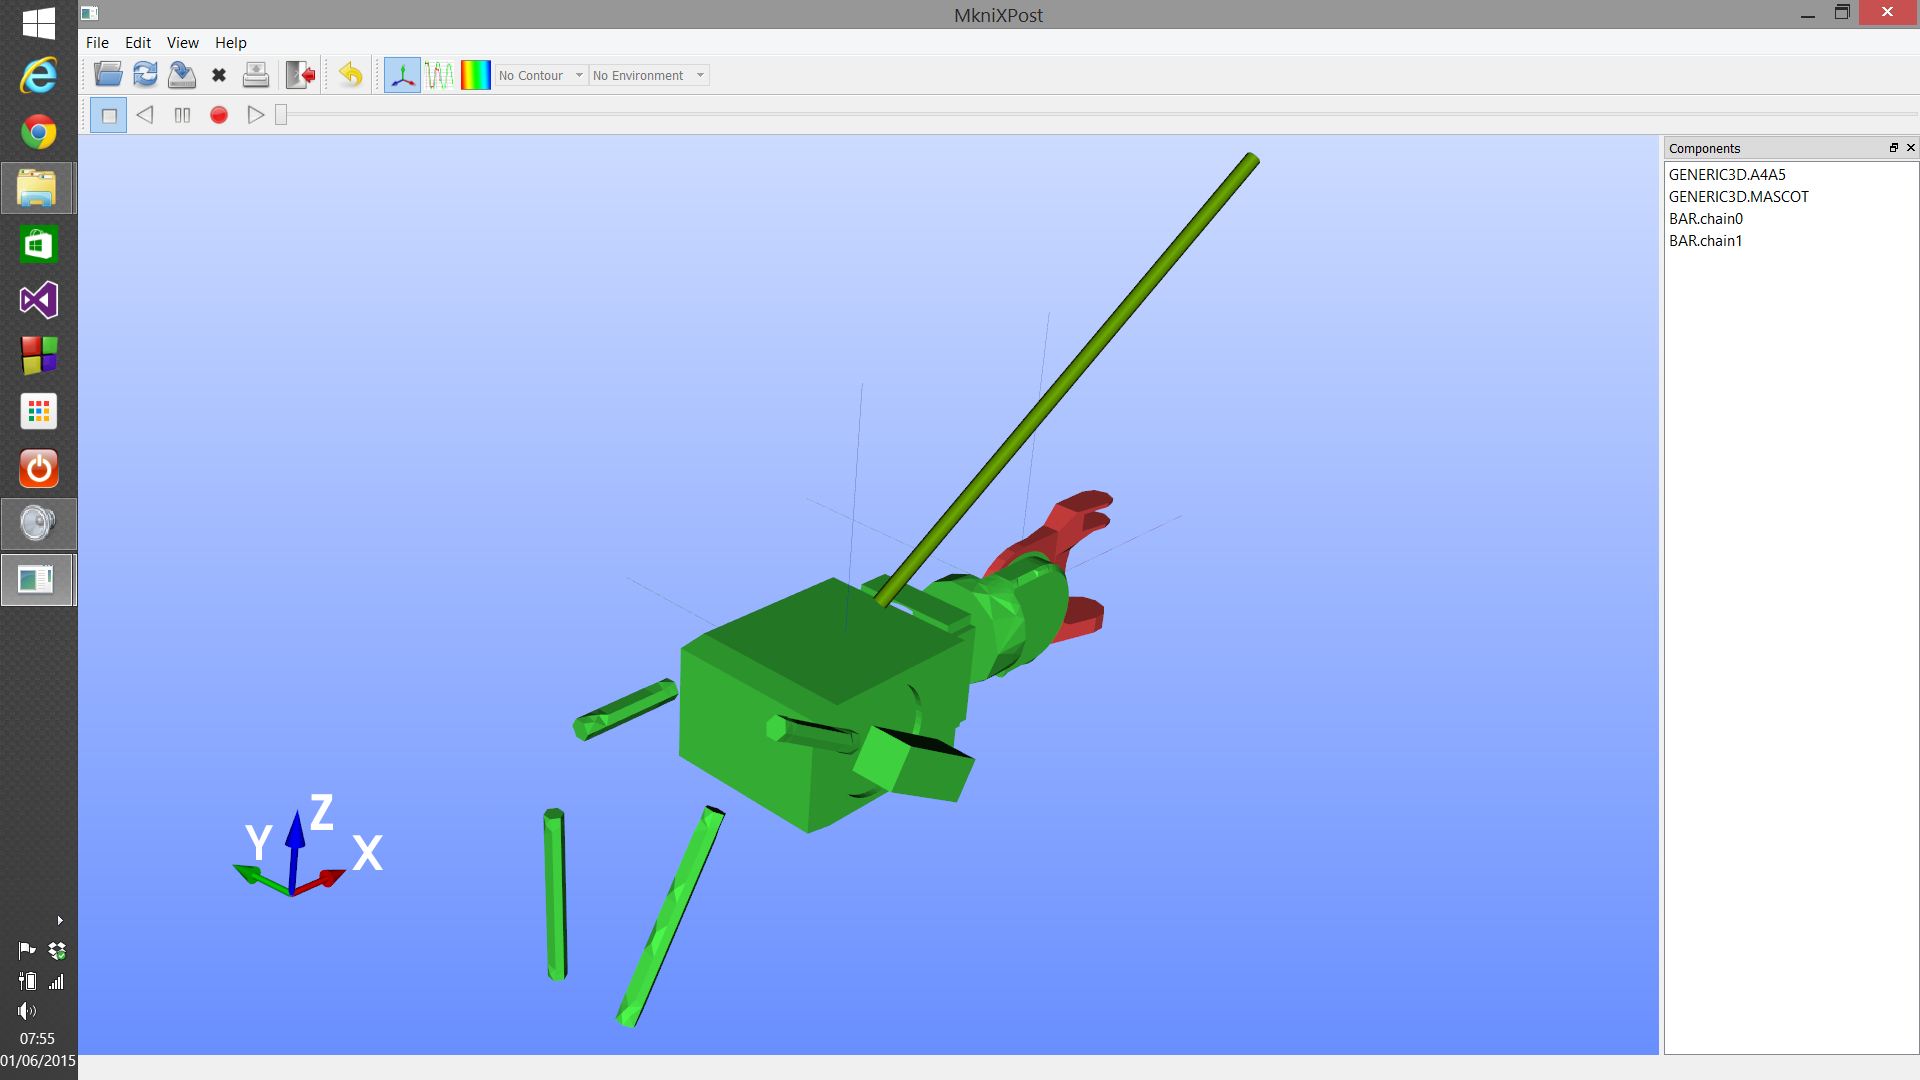 MkniXPost
File Edit View Help
No Contour No Environment
Components
GENERIC3D.A4A5
GENERIC3D.MASCOT
BAR.chain0
BAR.chain1
Z
Y
X
07:55
01/06/2015